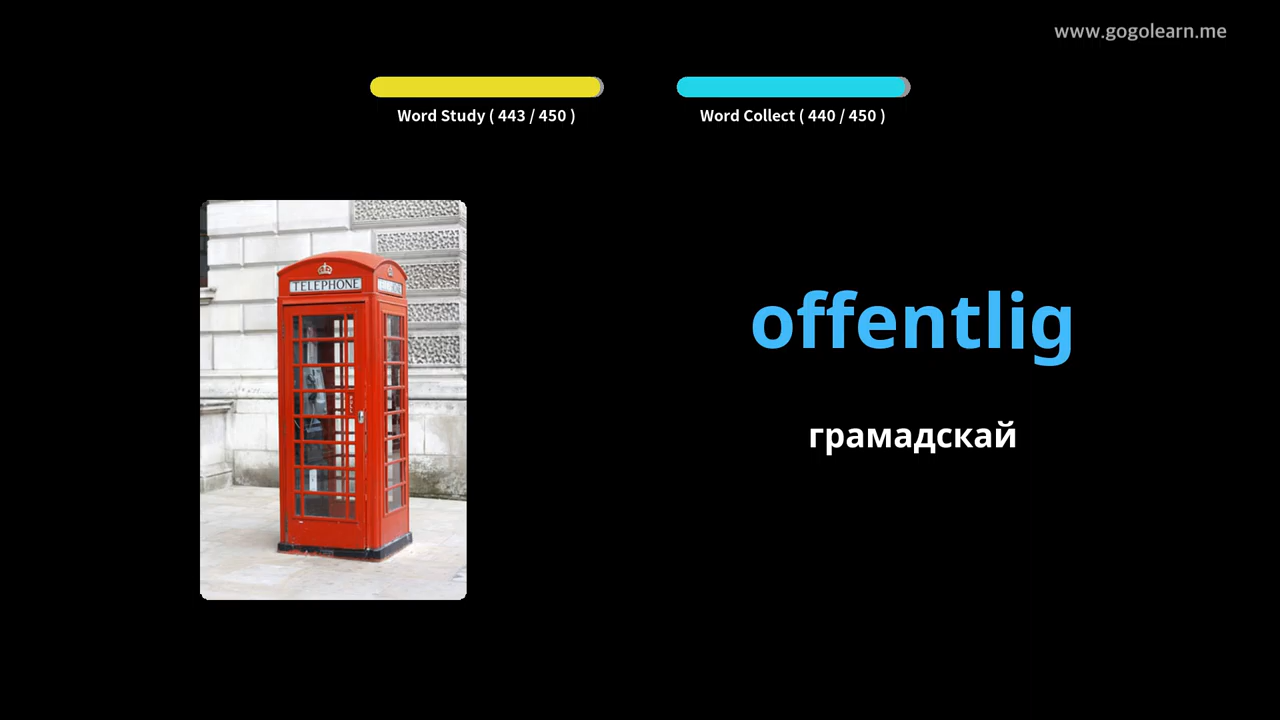 www.gogolearn.me
Word Study ( 443 / 450 )
Word Collect ( 440 / 450 )
TELEPHONE
offentlig
грамадскай